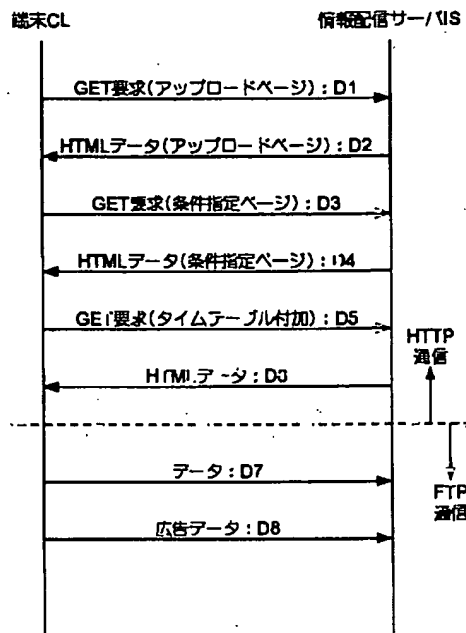 端末CL
情報配信サーバIS
GET要求(アップロードページ):D1
HTMLデータ(アップロードページ):D2
GET要求(条件指定ページ):D3
HTMLデータ(条件指定ページ):D4
GET要求(タイムテーブル付加):D5
HTMLデータ:D6
HTTP
通信
データ:D7
FTP
通信
広告データ:D8